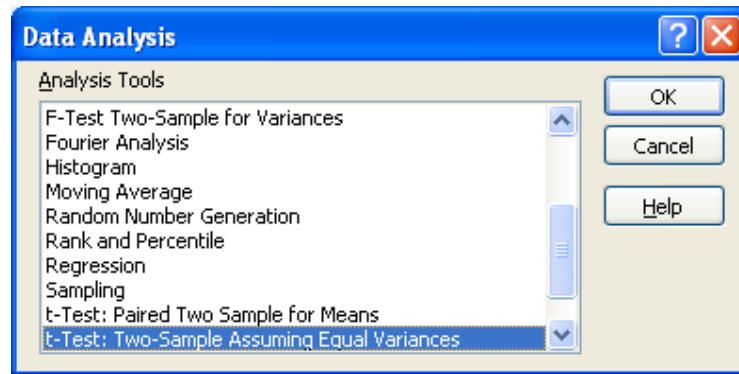 Data Analysis
Analysis Tools
F-Test Two-Sample for Variances
Fourier Analysis
Histogram
Moving Average
Random Number Generation
Rank and Percentile
Regression
Sampling
t-Test: Paired Two Sample for Means
t-Test: Two-Sample Assuming Equal Variances
OK
Cancel
Help